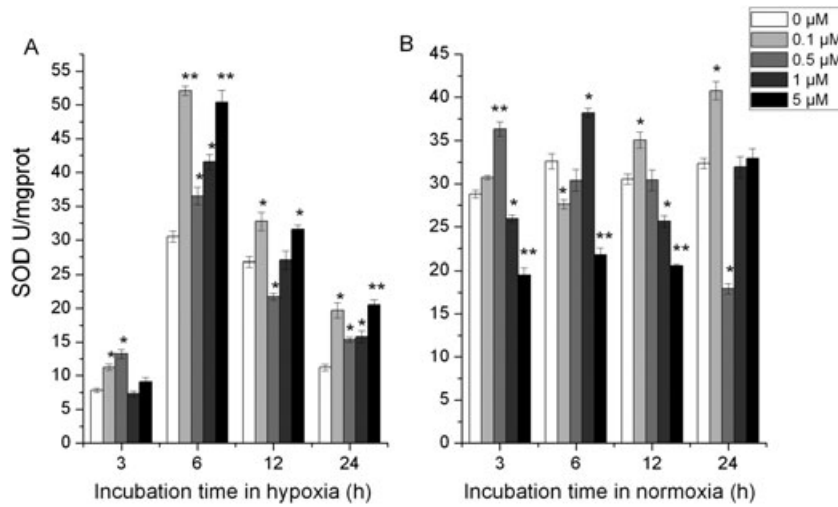 A
SOD U/mgprot
55
50
45
40
35
30
25
20
15
10
5
0
* *
** * * **
* * *
* * * **
3 6 12 24
Incubation time in hypoxia (h)
B
45
40
35
30
25
20
15
10
5
0
** * **
* * **
* * **
* *
3 6 12 24
Incubation time in normoxia (h)
0 µM
0.1 µM
0.5 µM
1 µM
5 µM